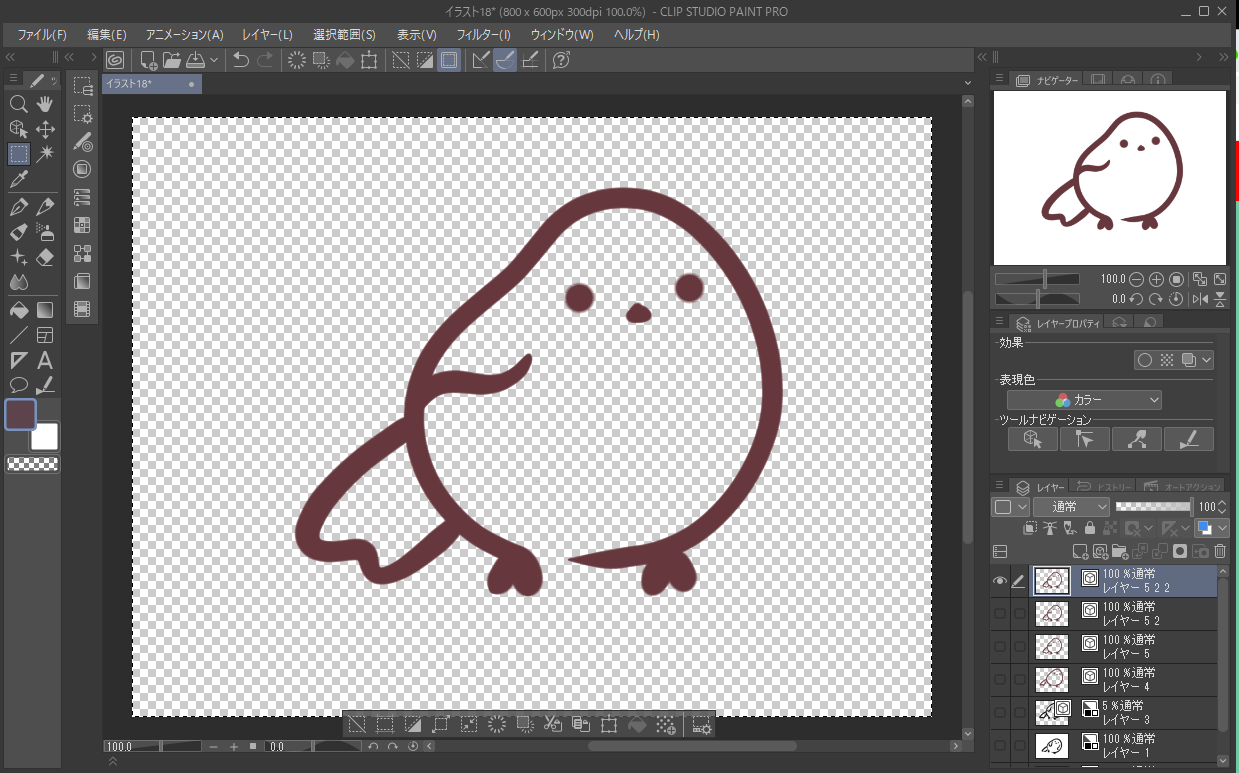 イラスト18* (800 x 600px 300dpi 100.0%) - CLIP STUDIO PAINT PRO
ファイル(F) 編集(E) アニメーション(A) レイヤー(L) 選択範囲(S) 表示(V) フィルター(I) ウィンドウ(W) ヘルプ(H)
イラスト18*
ナビゲーター
100.0
0.0
レイヤープロパティ
効果
表現色
カラー
ツールナビゲーション
レイヤー ヒストリー オートアクション
通常 100
100 %通常
レイヤー 5 2 2
100 %通常
レイヤー 5 2
100 %通常
レイヤー 5
100 %通常
レイヤー 4
5 %通常
レイヤー 3
100 %通常
レイヤー 1
100.0 0.0